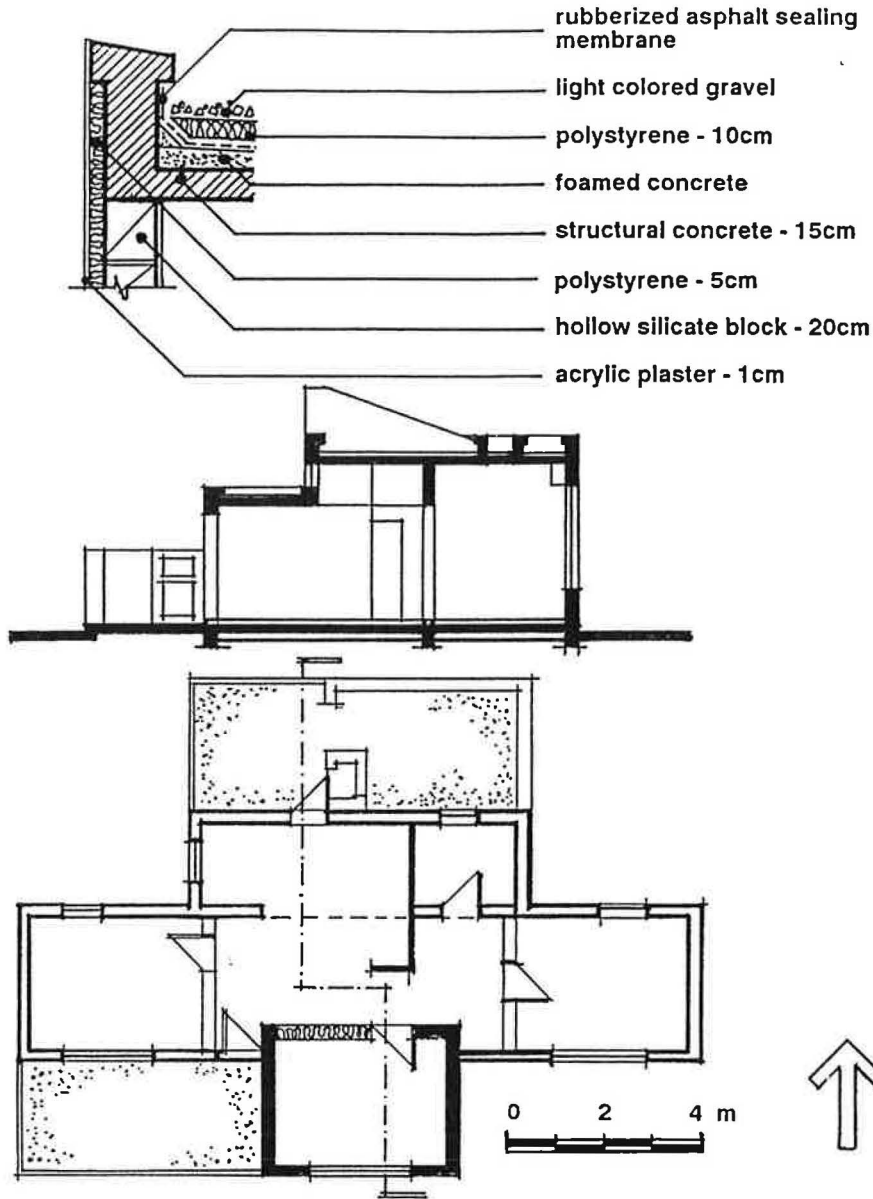 rubberized asphalt sealing
membrane
light colored gravel
polystyrene - 10cm
foamed concrete
structural concrete - 15cm
polystyrene - 5cm
hollow silicate block - 20cm
acrylic plaster - 1cm
0 2 4 m